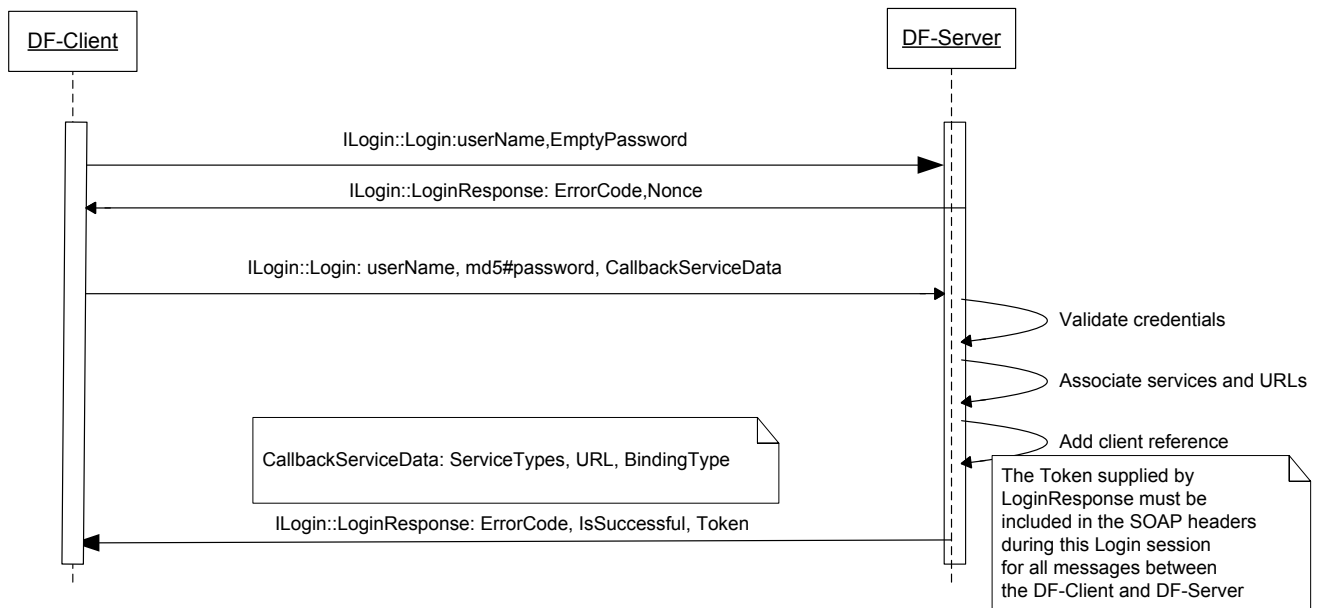 DF-Client
DF-Server
ILogin::Login:userName,EmptyPassword
ILogin::LoginResponse: ErrorCode,Nonce
ILogin::Login: userName, md5#password, CallbackServiceData
Validate credentials
Associate services and URLs
Add client reference
CallbackServiceData: ServiceTypes, URL, BindingType
The Token supplied by
LoginResponse must be
included in the SOAP headers
during this Login session
for all messages between
the DF-Client and DF-Server
ILogin::LoginResponse: ErrorCode, IsSuccessful, Token